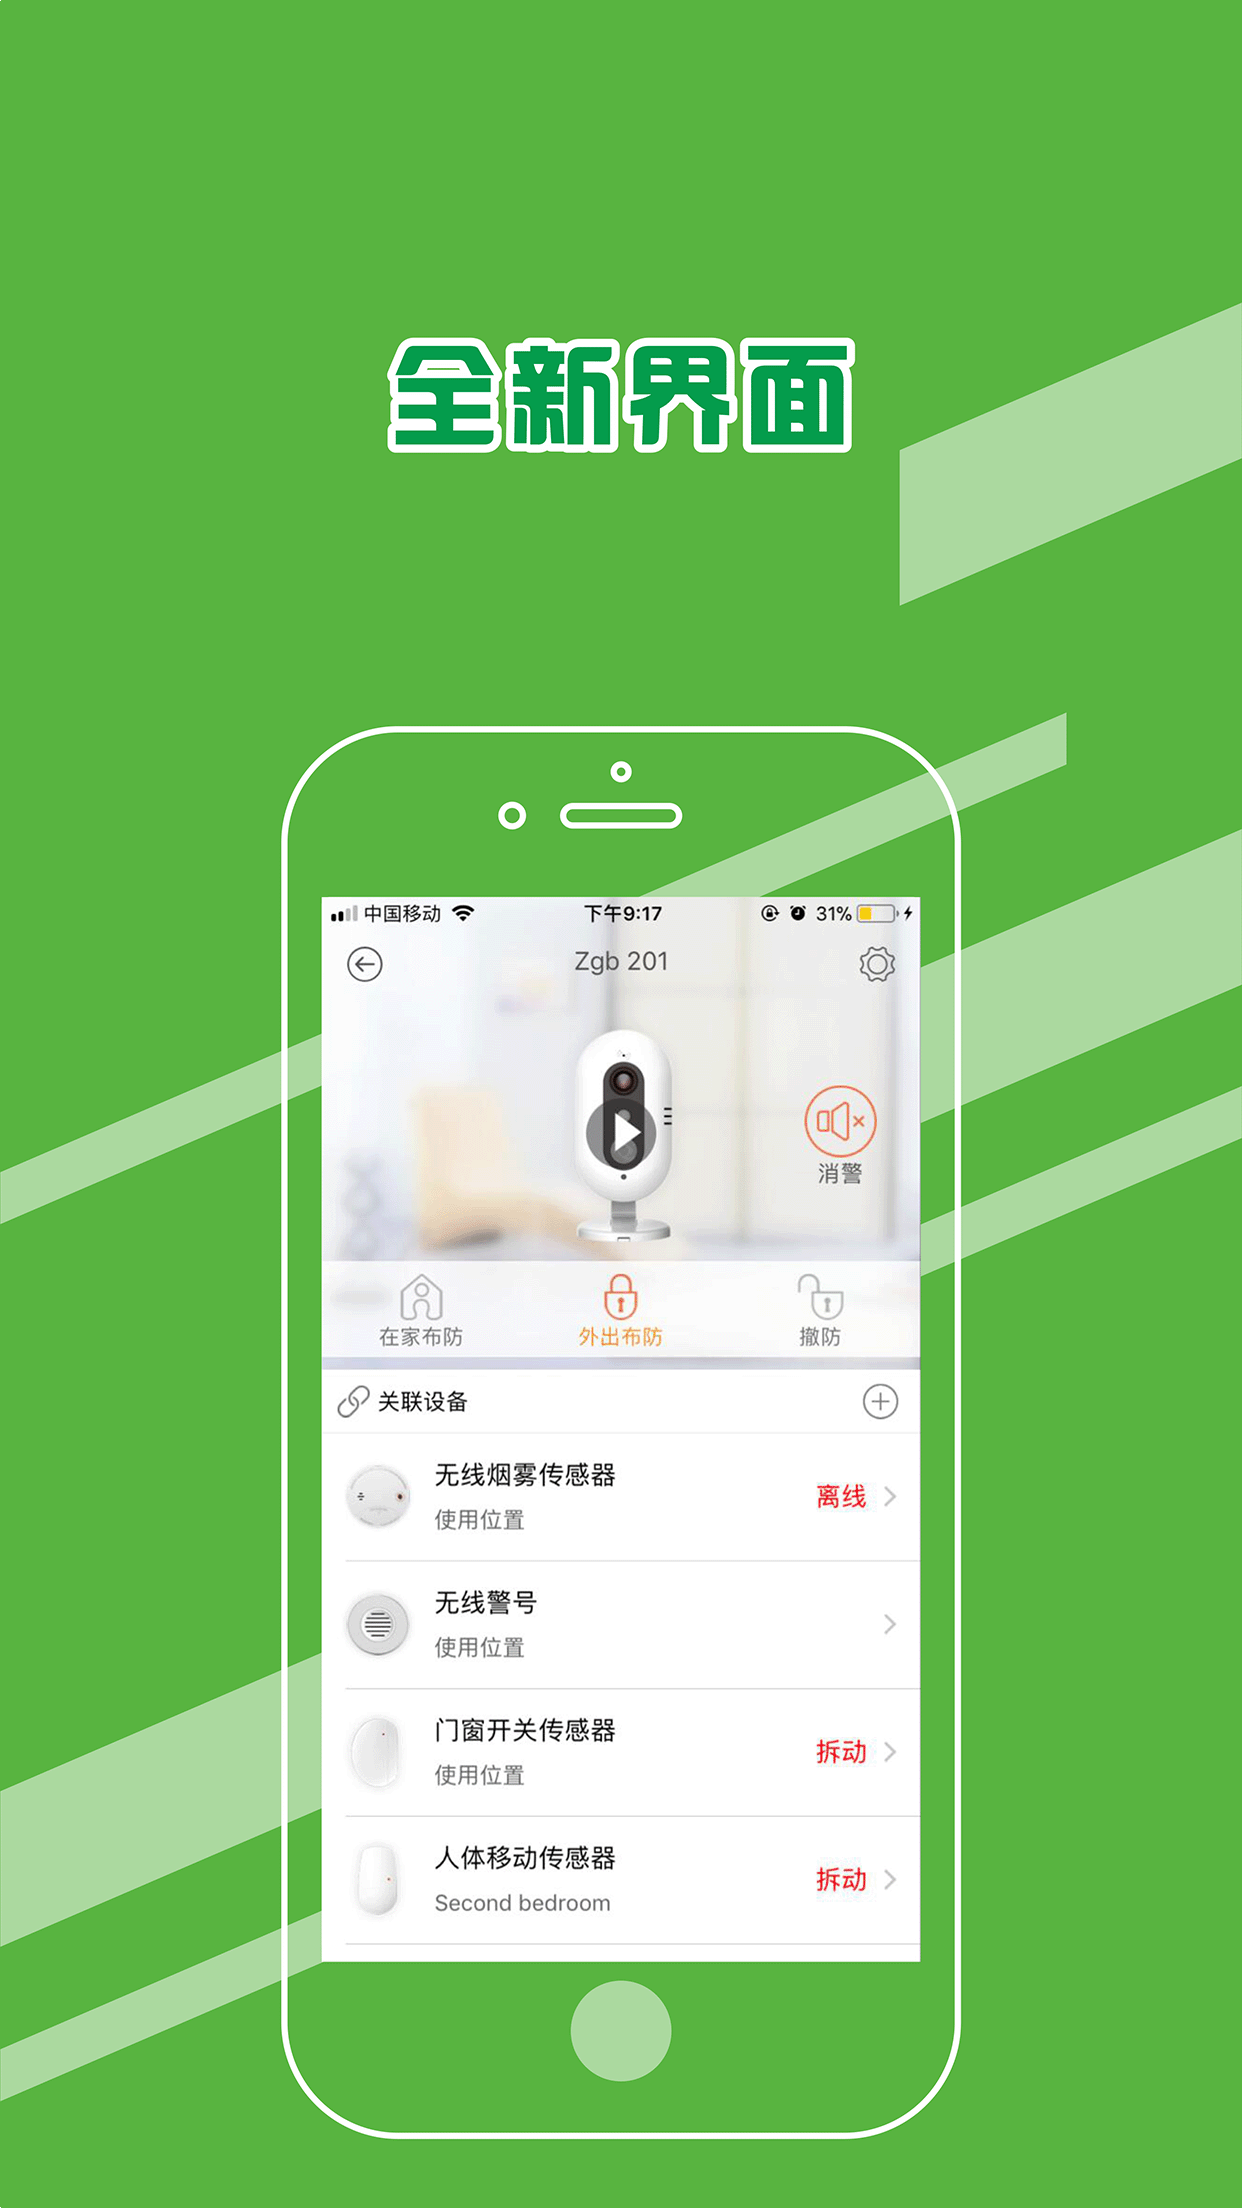 全新界面
中国移动 下午9:17 31%
Zgb 201
消警
在家布防 外出布防 撤防
关联设备
无线烟雾传感器
使用位置
离线
无线警号
使用位置
门窗开关传感器
使用位置
拆动
人体移动传感器
Second bedroom
拆动